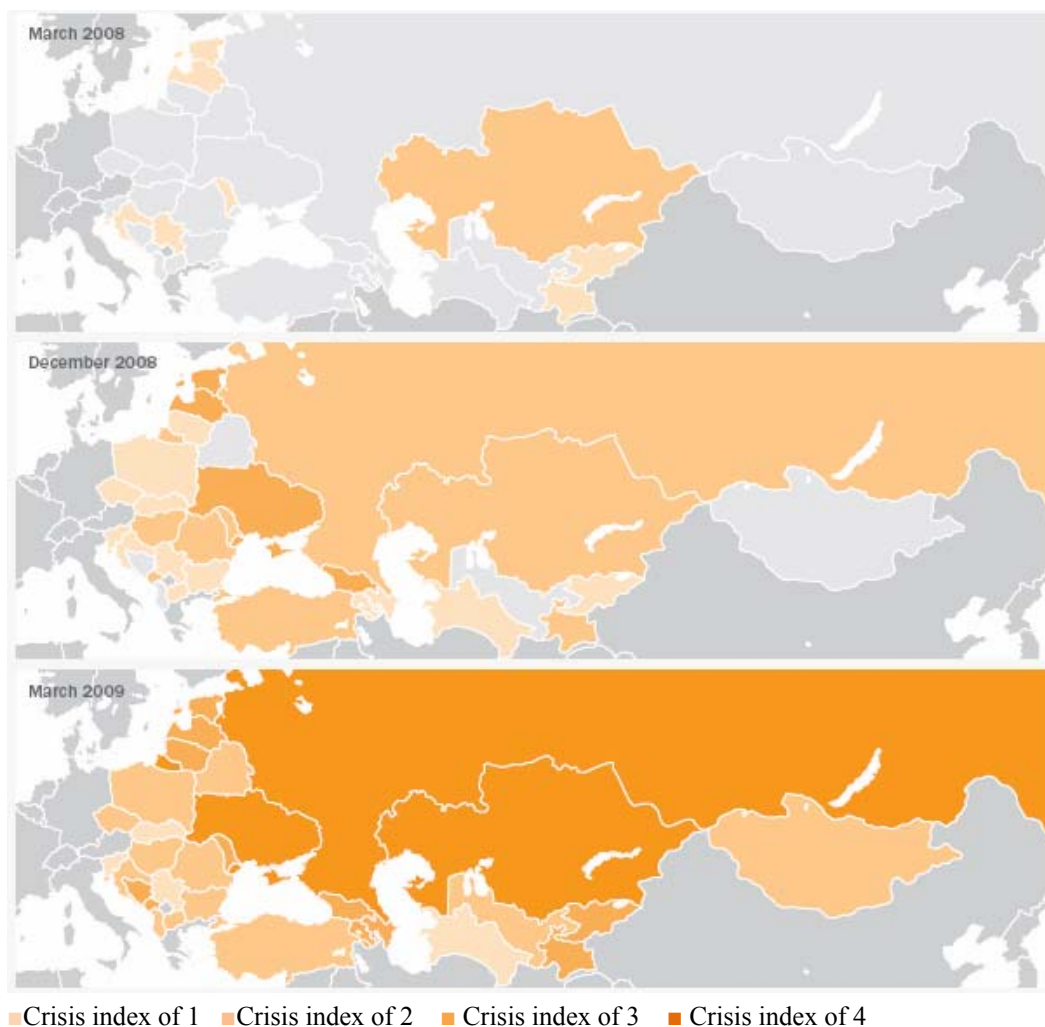 March 2008
December 2008
March 2009
Crisis index of 1 Crisis index of 2 Crisis index of 3 Crisis index of 4